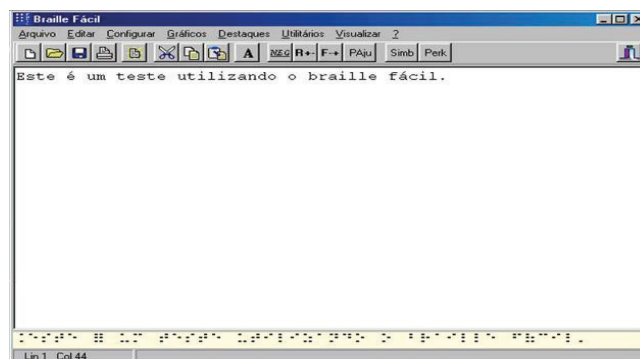 Braille Fácil
Arquivo Editar Configurar Gráficos Destaques Utilitários Visualizar ?
A NEG R+- F-+ PAju Simb Perk
Este é um teste utilizando o braille fácil.
Lin 1 Col 44